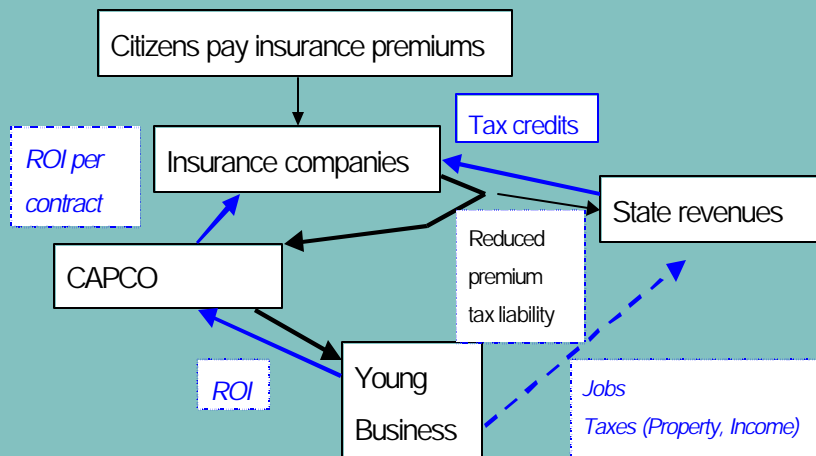 Citizens pay insurance premiums
Tax credits
ROI per
contract
Insurance companies
State revenues
Reduced
premium
tax liability
CAPCO
ROI
Young
Business
Jobs
Taxes (Property, Income)